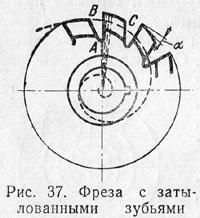 В
С
А
α
Рис. 37. Фреза с заты-
лованными зубьями